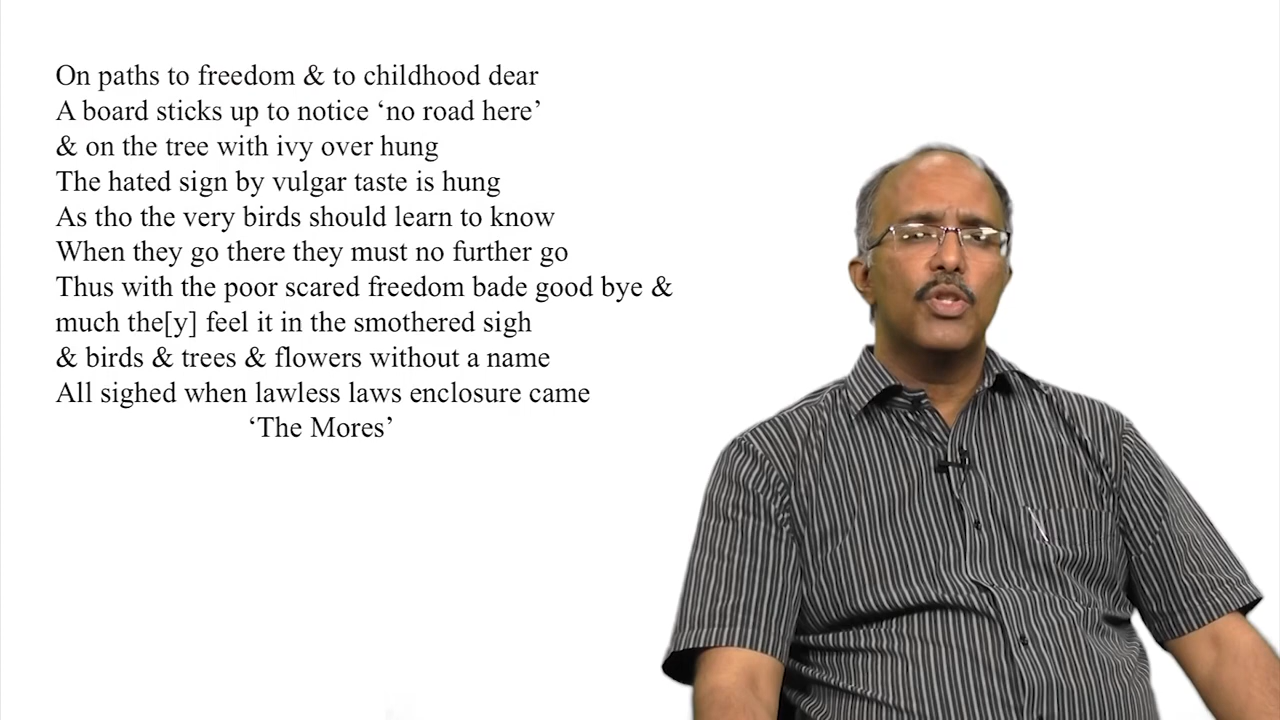 On paths to freedom & to childhood dear
A board sticks up to notice ‘no road here’
& on the tree with ivy over hung
The hated sign by vulgar taste is hung
As tho the very birds should learn to know
When they go there they must no further go
Thus with the poor scared freedom bade good bye &
much the[y] feel it in the smothered sigh
& birds & trees & flowers without a name
All sighed when lawless laws enclosure came
‘The Mores’